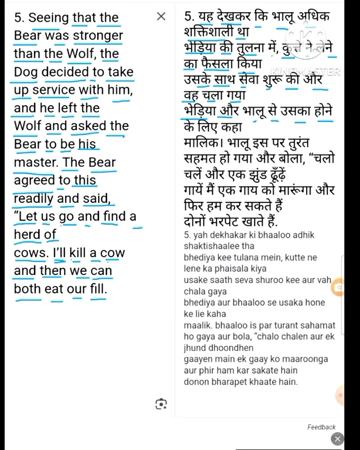 5. Seeing that the
Bear was stronger
than the Wolf, the
Dog decided to take
up service with him,
and he left the
Wolf and asked the
Bear to be his
master. The Bear
agreed to this
readily and said,
“Let us go and find a
herd of
cows. I’ll kill a cow
and then we can
both eat our fill.
5. यह देखकर कि भालू अधिक
शक्तिशाली था
भेड़िया की तुलना में, कुत्ते ने लेने
का फैसला किया
उसके साथ सेवा शुरू की और
वह चला गया
भेड़िया और भालू से उसका होने
के लिए कहा
मालिक। भालू इस पर तुरंत
सहमत हो गया और बोला, “चलो
चलें और एक झुंड ढूँढ़ें
गायें मैं एक गाय को मारूंगा और
फिर हम कर सकते हैं
दोनों भरपेट खाते हैं.
5. yah dekhakar ki bhaaloo adhik
shaktishaalee tha
bhediya kee tulana mein, kutte ne
lene ka phaisala kiya
usake saath seva shuroo kee aur vah
chala gaya
bhediya aur bhaaloo se usaka hone
ke lie kaha
maalik. bhaaloo is par turant sahamat
ho gaya aur bola, “chalo chalen aur ek
jhund dhoondhen
gaayen main ek gaay ko maaroonga
aur phir ham kar sakate hain
donon bharapet khaate hain.
Feedback